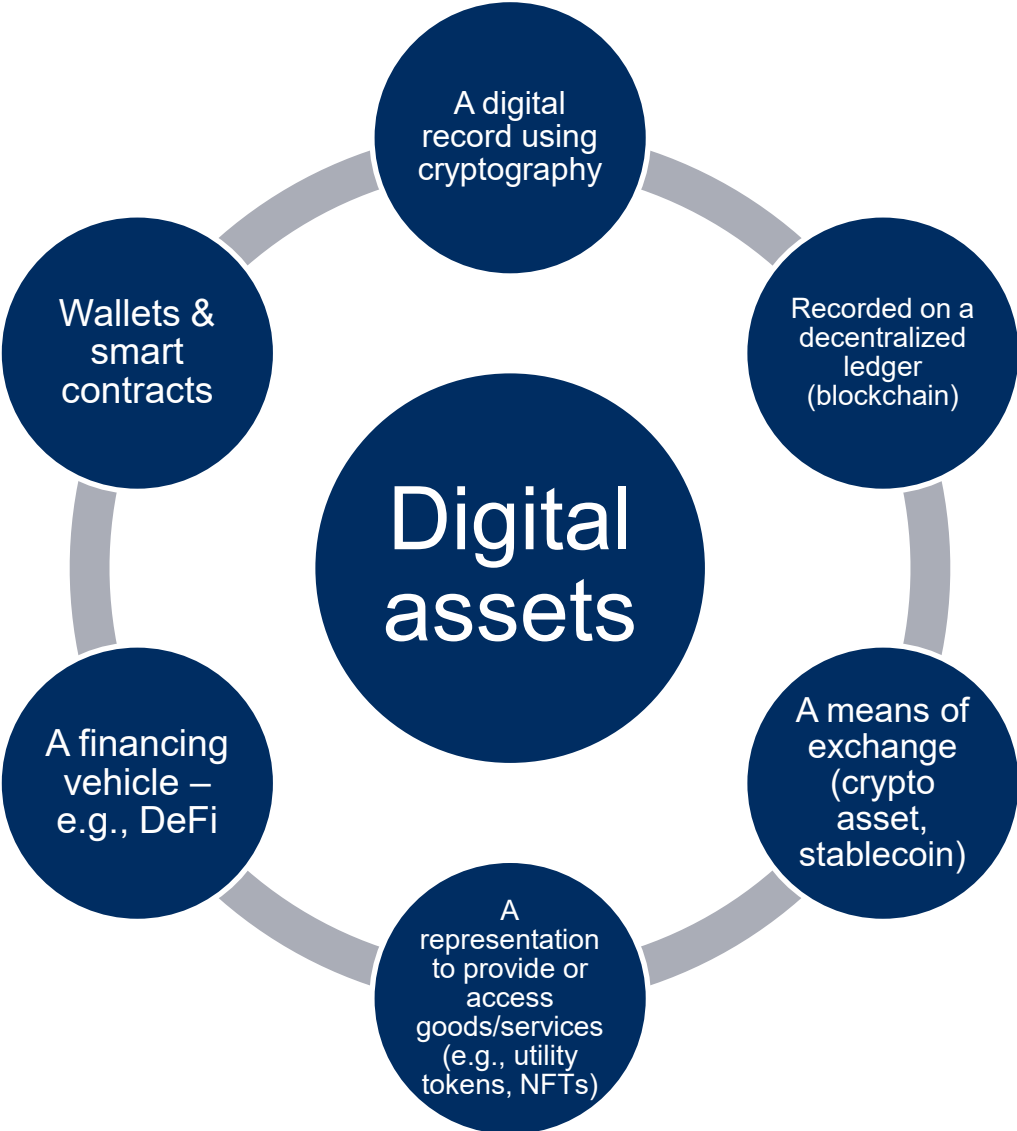 A digital
record using
cryptography
Recorded on a
decentralized
ledger
(blockchain)
A means of
exchange
(crypto
asset,
stablecoin)
A
representation
to provide or
access
goods/services
(e.g., utility
tokens, NFTs)
A financing
vehicle –
e.g., DeFi
Wallets &
smart
contracts
Digital
assets